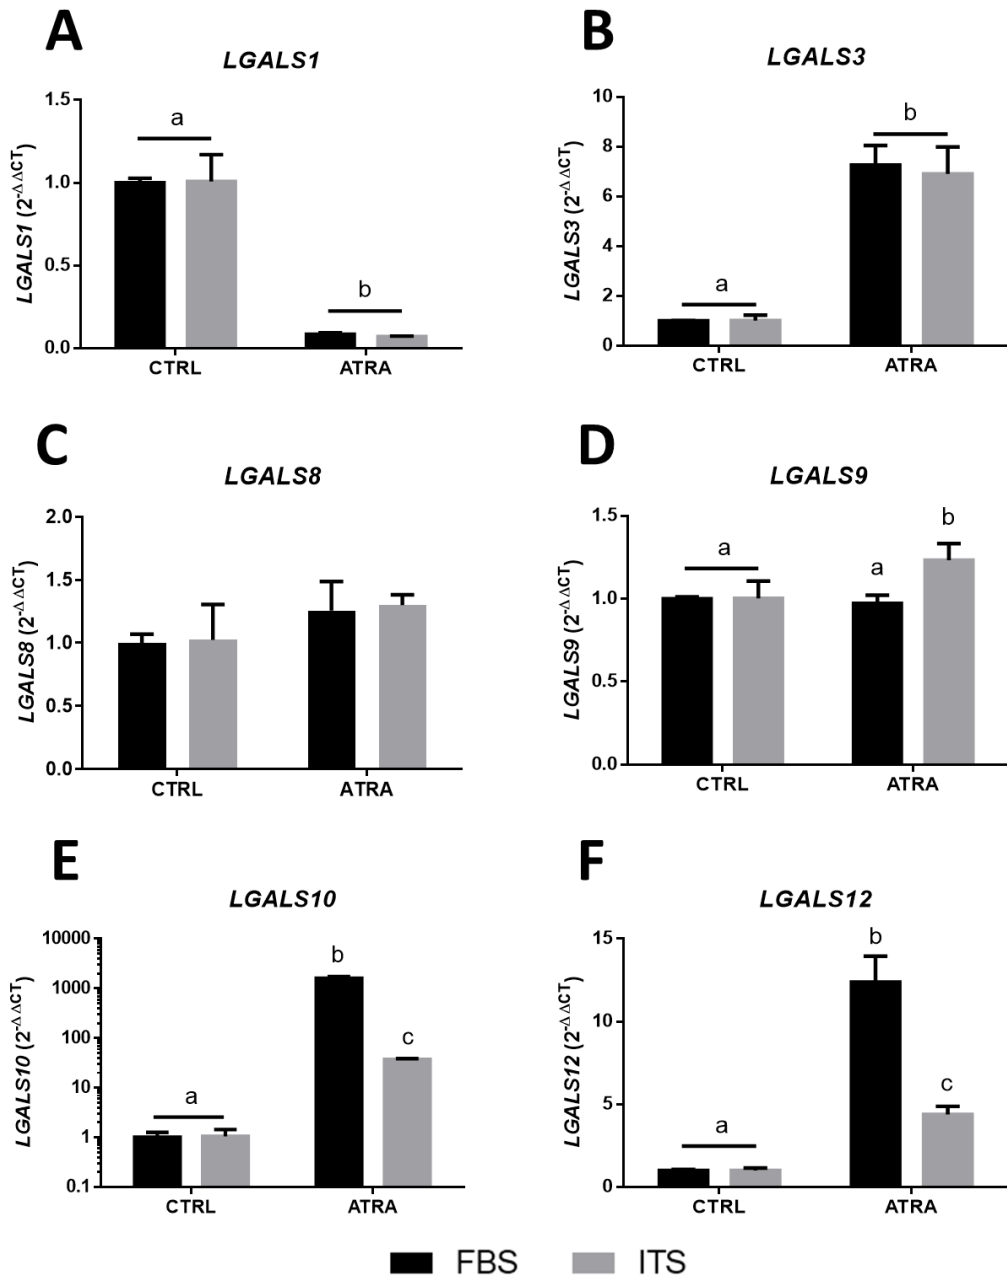 A
LGALS1
LGALS1 (2-ΔΔCT)
1.5
1.0
0.5
0.0
a
b
CTRL ATRA
B
LGALS3
LGALS3 (2-ΔΔCT)
10
8
6
4
2
0
a
b
CTRL ATRA
C
LGALS8
LGALS8 (2-ΔΔCT)
2.0
1.5
1.0
0.5
0.0
CTRL ATRA
D
LGALS9
LGALS9 (2-ΔΔCT)
1.5
1.0
0.5
0.0
a
a
b
CTRL ATRA
E
LGALS10
LGALS10 (2-ΔΔCT)
10000
1000
100
10
1
0.1
a
b
c
CTRL ATRA
F
LGALS12
LGALS12 (2-ΔΔCT)
15
10
5
0
a
b
c
CTRL ATRA
FBS ITS